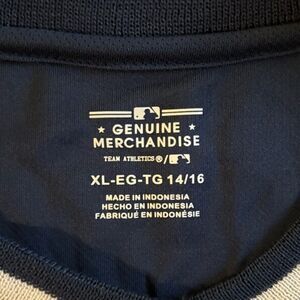 GENUINE
MERCHANDISE
TEAM ATHLETICS®/
XL-EG-TG 14/16
MADE IN INDONESIA
HECHO EN INDONESIA
FABRIQUÉ EN INDONÉSIE